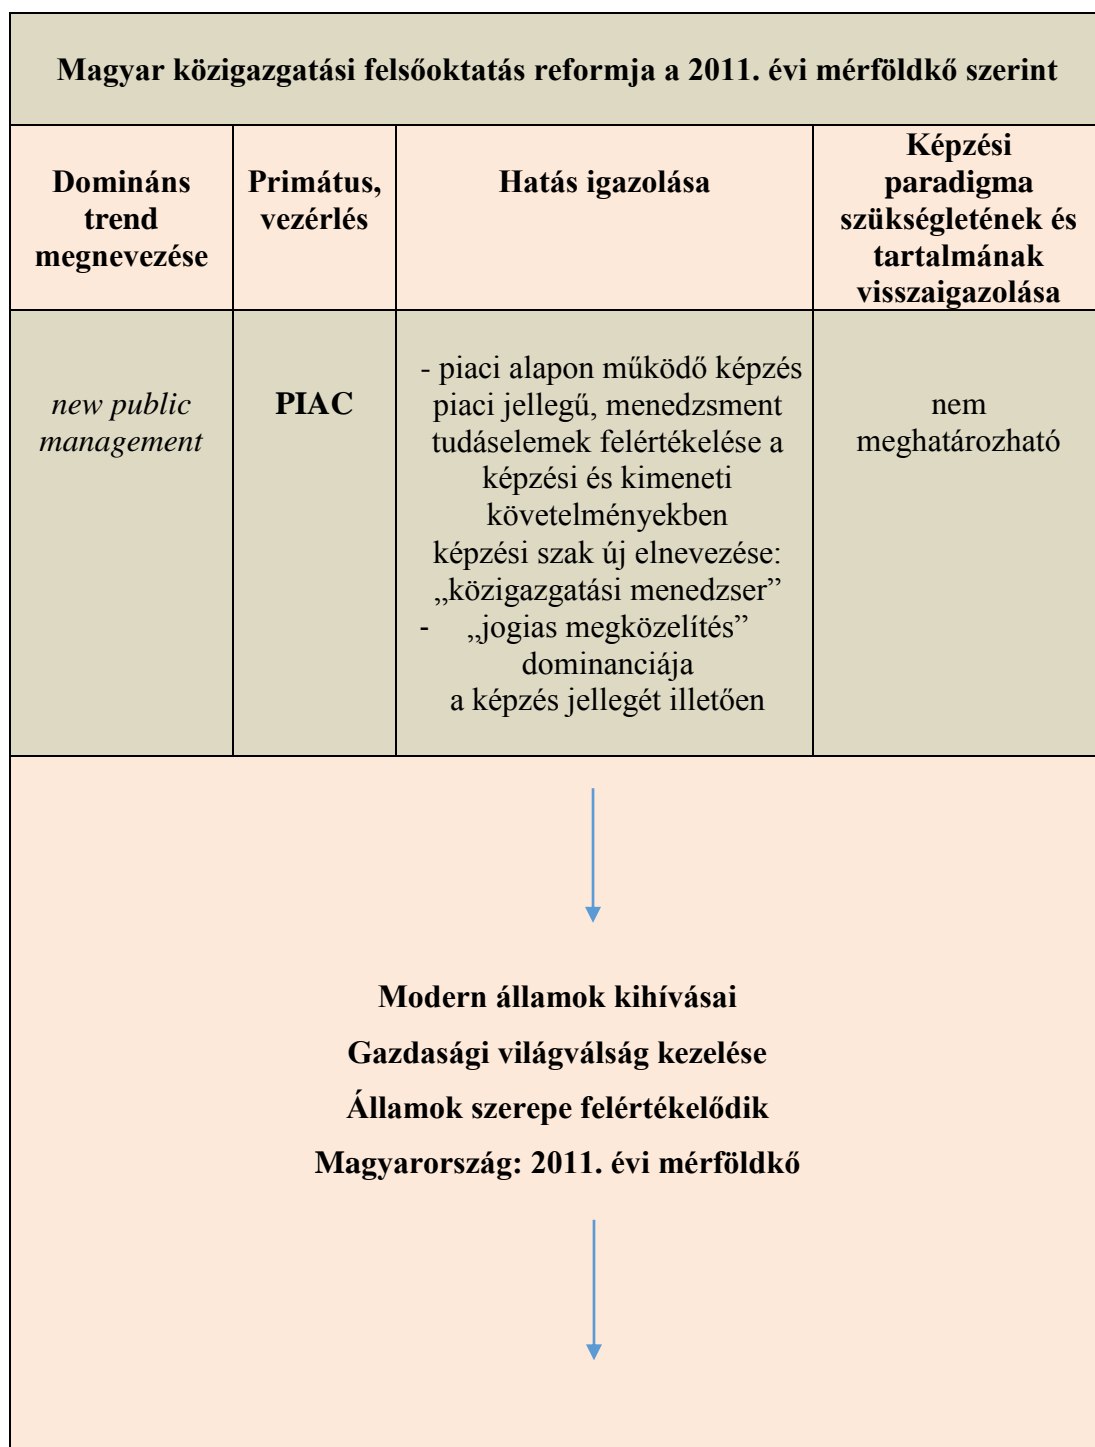 Magyar közigazgatási felsőoktatás reformja a 2011. évi mérföldkő szerint
Domináns
trend
megnevezése
Primátus,
vezérlés
Hatás igazolása
Képzési
paradigma
szükségletének és
tartalmának
visszaigazolása
new public
management
PIAC
- piaci alapon működő képzés
piaci jellegű, menedzsment
tudáselemek felértékelése a
képzési és kimeneti
követelményekben
képzési szak új elnevezése:
„közigazgatási menedzser”
- „jogias megközelítés”
dominanciája
a képzés jellegét illetően
nem
meghatározható
Modern államok kihívásai
Gazdasági világválság kezelése
Államok szerepe felértékelődik
Magyarország: 2011. évi mérföldkő